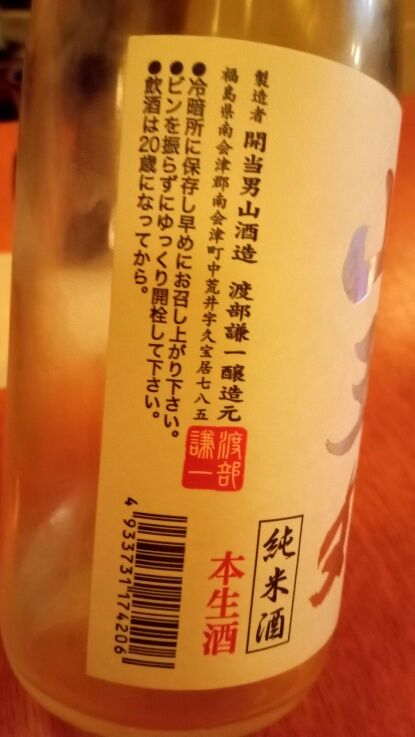 製造者 開当男山酒造 渡部謙一醸造元
福島県南会津郡南会津町中荒井宇久宝居七八五
●冷暗所に保存し早めにお召し上がり下さい。
●ビンを振らずにゆっくり開栓して下さい。
●飲酒は20歳になってから。
渡部
謙一
純米酒
本生酒
4933731174206